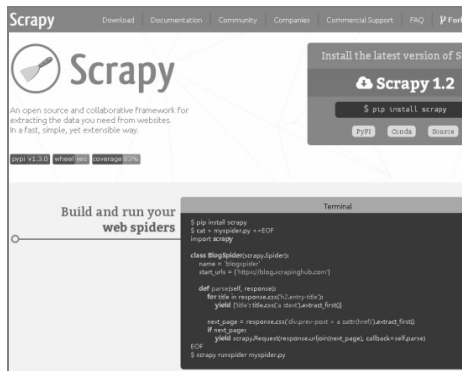 Scrapy
Download Documentation Community Companies Commercial Support FAQ Fork
Scrapy
An open source and collaborative framework for
extracting the data you need from websites.
In a fast, simple, yet extensible way.
pypi v1.3.0 wheel yes coverage 83%
Install the latest version of S
Scrapy 1.2
$ pip install scrapy
PyPI Conda Source
Build and run your
web spiders
Terminal
$ pip install scrapy
$ cat > myspider.py <<EOF
import scrapy
class BlogSpider(scrapy.Spider):
name = 'blogspider'
start_urls = ['https://blog.scrapinghub.com']
def parse(self, response):
for title in response.css('h2.entry-title'):
yield {'title': title.css('a ::text').extract_first()}
next_page = response.css('div.prev-post > a ::attr(href)').extract_first()
if next_page:
yield scrapy.Request(response.urljoin(next_page), callback=self.parse)
EOF
$ scrapy runspider myspider.py